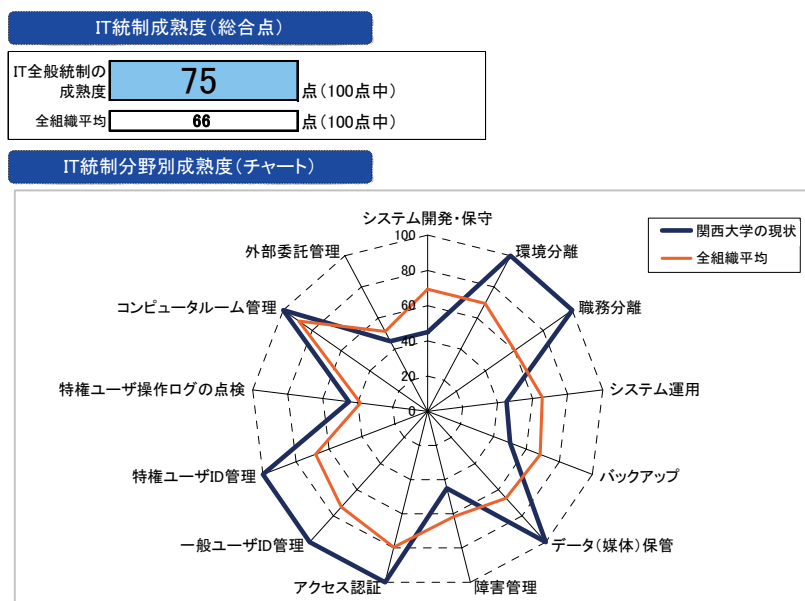 IT統制成熟度(総合点)
IT全般統制の
成熟度
75
点(100点中)
全組織平均
66
点(100点中)
IT統制分野別成熟度(チャート)
システム開発・保守
環境分離
職務分離
システム運用
バックアップ
データ(媒体)保管
障害管理
アクセス認証
一般ユーザID管理
特権ユーザID管理
特権ユーザ操作ログの点検
コンピュータルーム管理
外部委託管理
100
80
60
40
20
0
関西大学の現状
全組織平均